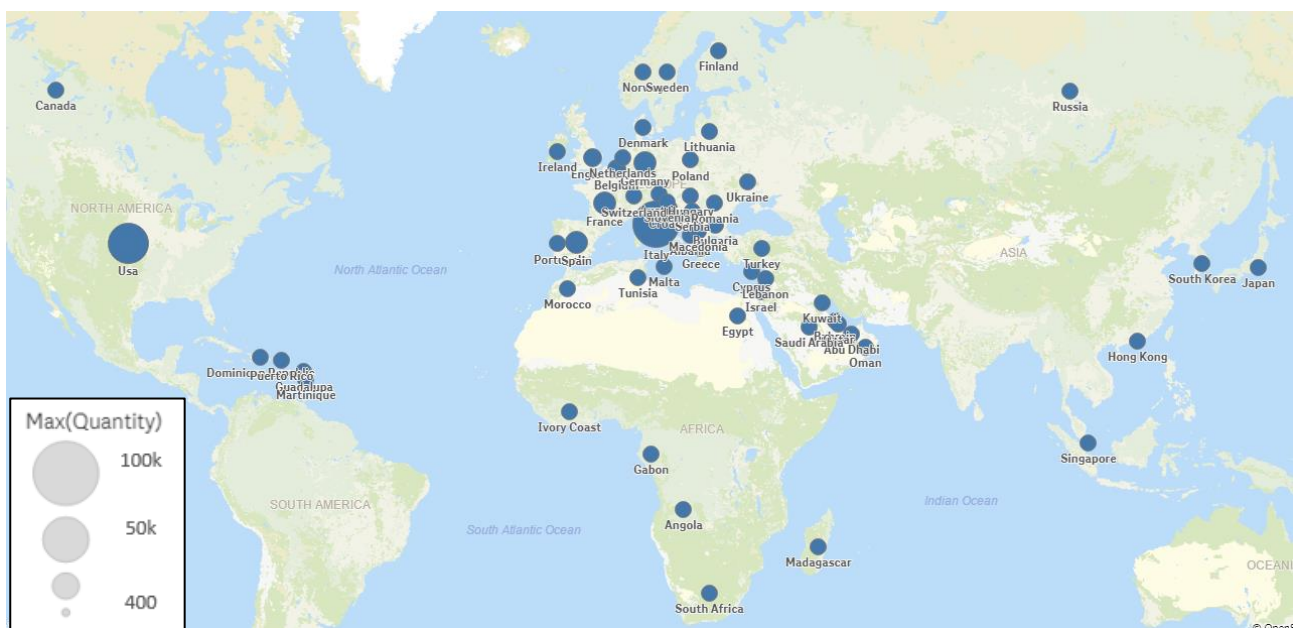 Finland
Norway
Sweden
Canada
Russia
Denmark
Lithuania
Ireland
Netherlands
Poland
Belgium
Germany
Ukraine
NORTH AMERICA
Switzerland
Hungary
Slovenia
Romania
France
Serbia
Bulgaria
Macedonia
Italy
Spain
Greece
Turkey
ASIA
Usa
North Atlantic Ocean
Malta
Tunisia
Cyprus
Lebanon
Israel
South Korea
Japan
Morocco
Egypt
Kuwait
Saudi Arabia
Abu Dhabi
Oman
Hong Kong
Puerto Rico
Guadalupa
Martinique
Max(Quantity)
100k
50k
400
Ivory Coast
AFRICA
Singapore
Gabon
SOUTH AMERICA
South Atlantic Ocean
Indian Ocean
Angola
Madagascar
South Africa